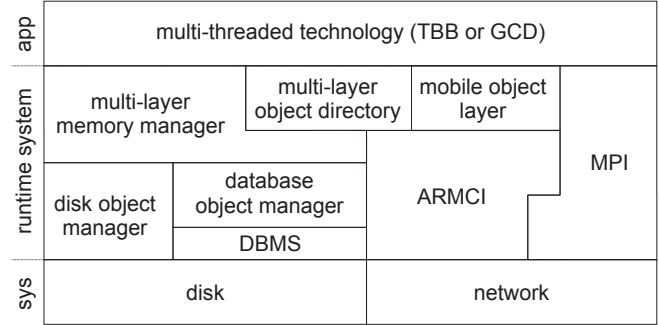 app
multi-threaded technology (TBB or GCD)
runtime system
multi-layer
memory manager
multi-layer
object directory
mobile object
layer
MPI
disk object
manager
database
object manager
DBMS
ARMCI
sys
disk
network